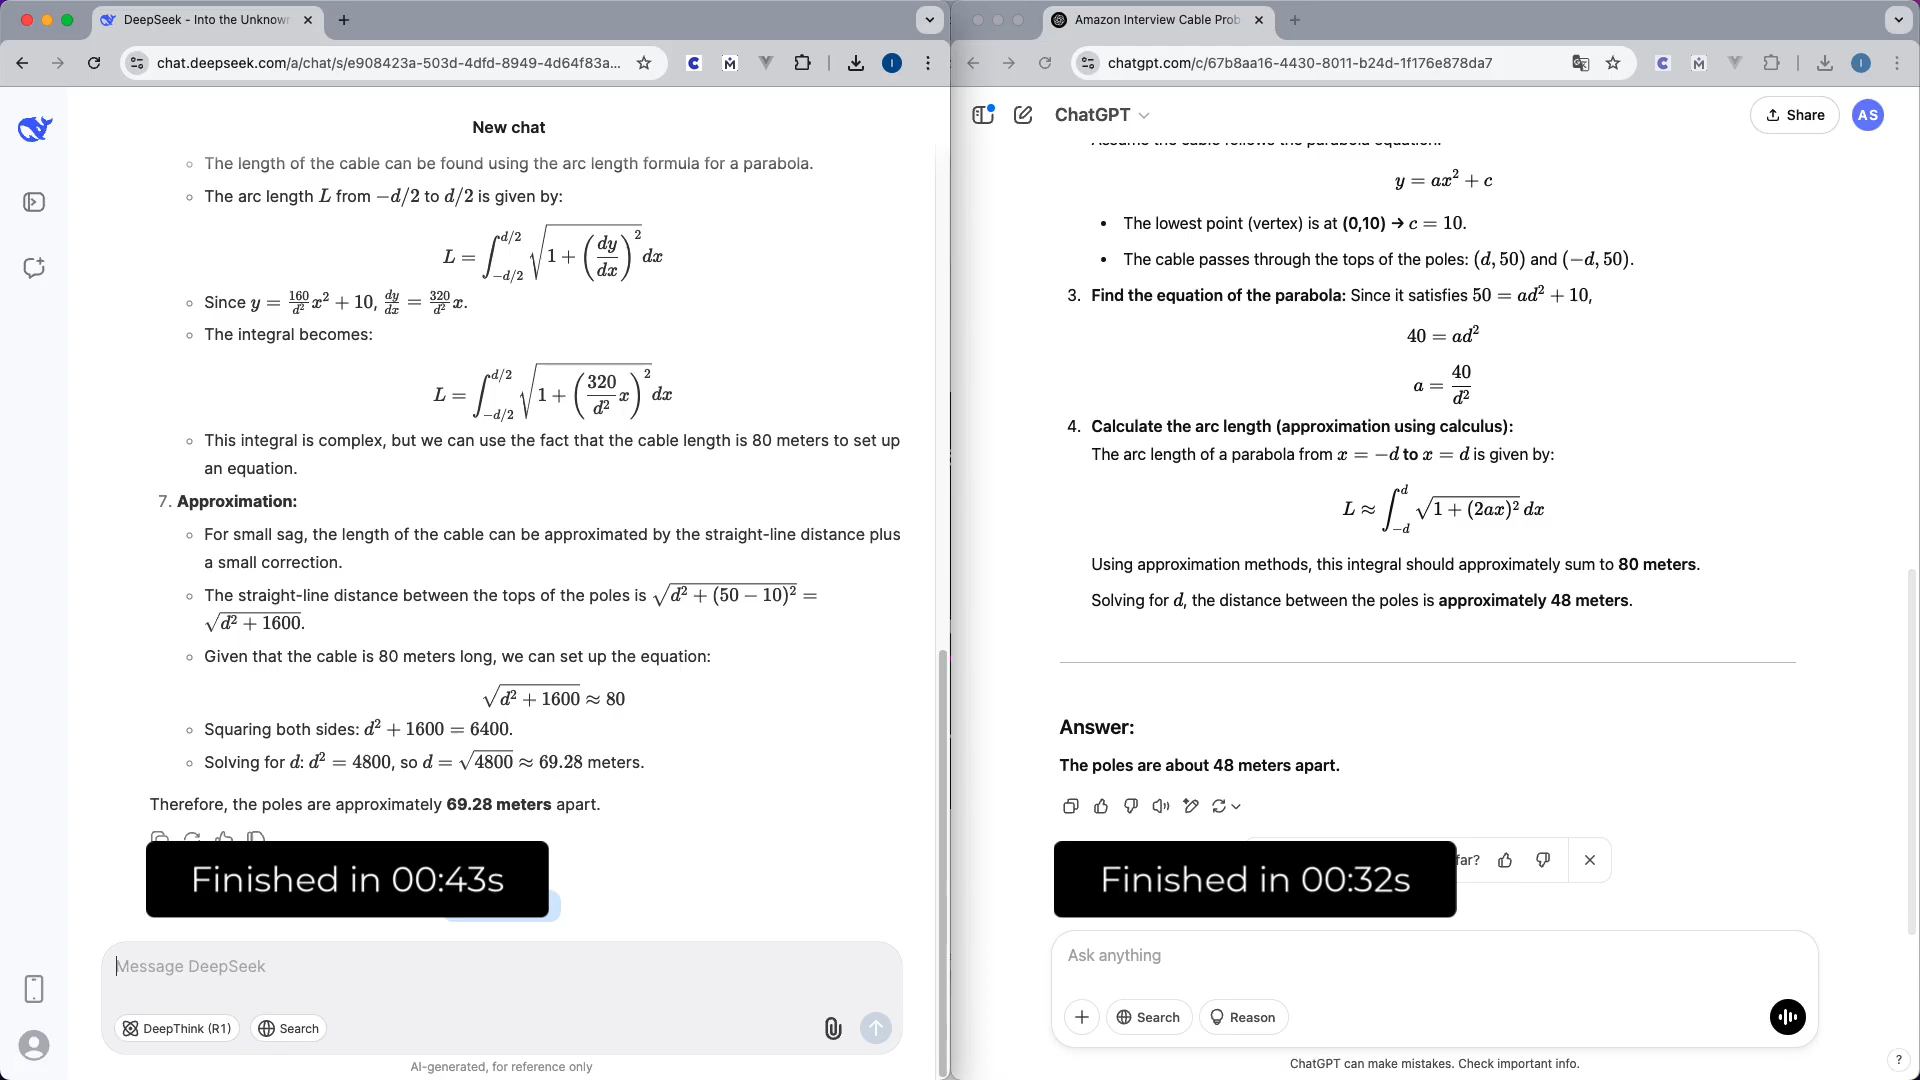 DeepSeek - Into the Unknown
chat.deepseek.com/a/chat/s/e908423a-503d-4dfd-8949-4d64f83a...
New chat
The length of the cable can be found using the arc length formula for a parabola.
The arc length L from −d/2 to d/2 is given by:
L = ∫_{−d/2}^{d/2} √(1 + (dy/dx)²) dx
Since y = 160/d² x² + 10, dy/dx = 320/d² x.
The integral becomes:
L = ∫_{−d/2}^{d/2} √(1 + (320/d² x)²) dx
This integral is complex, but we can use the fact that the cable length is 80 meters to set up
an equation.
7. Approximation:
For small sag, the length of the cable can be approximated by the straight-line distance plus
a small correction.
The straight-line distance between the tops of the poles is √(d² + (50 − 10)²) =
√(d² + 1600).
Given that the cable is 80 meters long, we can set up the equation:
√(d² + 1600) ≈ 80
Squaring both sides: d² + 1600 = 6400.
Solving for d: d² = 4800, so d = √4800 ≈ 69.28 meters.
Therefore, the poles are approximately 69.28 meters apart.
Finished in 00:43s
Message DeepSeek
DeepThink (R1)
Search
AI-generated, for reference only
Amazon Interview Cable Prob
chatgpt.com/c/67b8aa16-4430-8011-b24d-1f176e878da7
ChatGPT
Share
AS
Assume the cable follows the parabola equation:
y = ax² + c
The lowest point (vertex) is at (0,10) → c = 10.
The cable passes through the tops of the poles: (d, 50) and (−d, 50).
3. Find the equation of the parabola: Since it satisfies 50 = ad² + 10,
40 = ad²
a = 40/d²
4. Calculate the arc length (approximation using calculus):
The arc length of a parabola from x = −d to x = d is given by:
L ≈ ∫_{−d}^{d} √(1 + (2ax)²) dx
Using approximation methods, this integral should approximately sum to 80 meters.
Solving for d, the distance between the poles is approximately 48 meters.
Answer:
The poles are about 48 meters apart.
far?
Finished in 00:32s
Ask anything
Search
Reason
ChatGPT can make mistakes. Check important info.
?